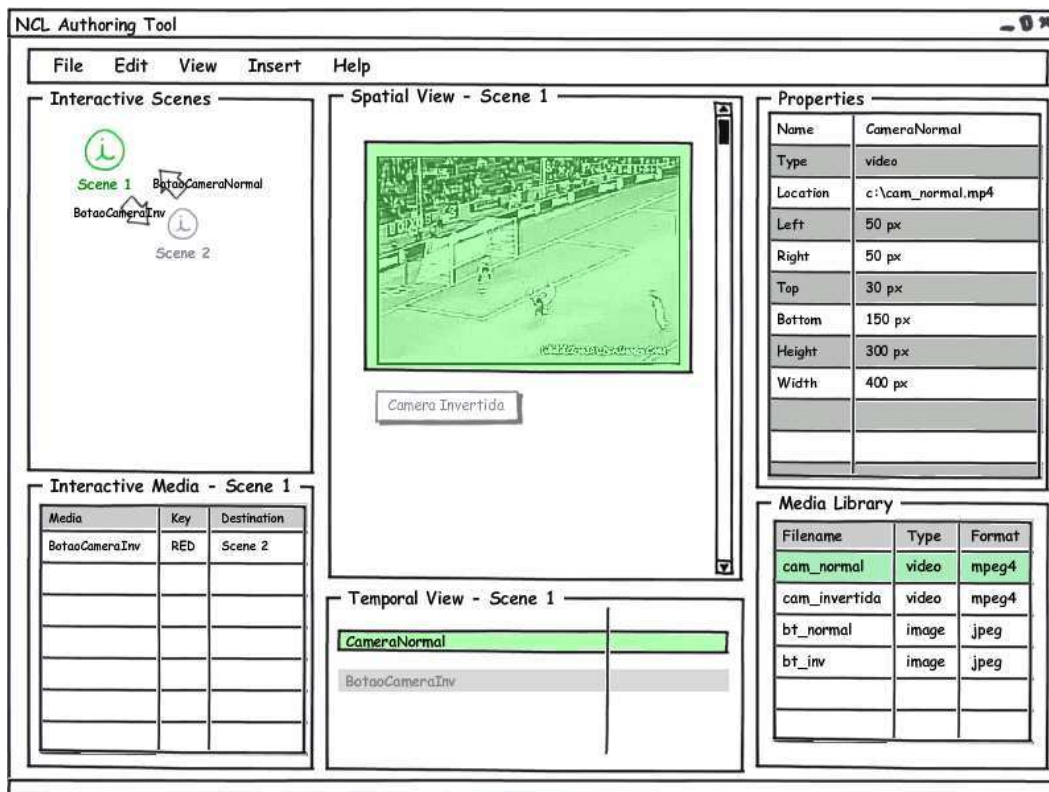 NCL Authoring Tool
File Edit View Insert Help
Interactive Scenes
Scene 1
BotaoCameraNormal
BotaoCameraInv
Scene 2
Spatial View - Scene 1
Camera Invertida
Properties
Name CameraNormal
Type video
Location c:\cam_normal.mp4
Left 50 px
Right 50 px
Top 30 px
Bottom 150 px
Height 300 px
Width 400 px
Interactive Media - Scene 1
Media Key Destination
BotaoCameraInv RED Scene 2
Temporal View - Scene 1
CameraNormal
BotaoCameraInv
Media Library
Filename Type Format
cam_normal video mpeg4
cam_invertida video mpeg4
bt_normal image jpeg
bt_inv image jpeg